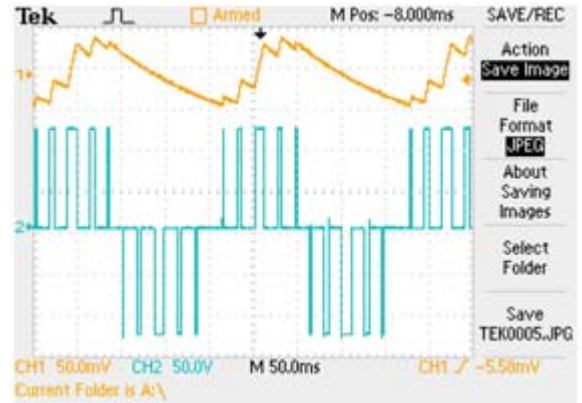 Tek Armed M Pos: -8.000ms SAVE/REC
Action
Save Image
File
Format
JPEG
About
Saving
Images
Select
Folder
Save
TEK0005.JPG
1
2
CH1 50.0mV CH2 50.0V M 50.0ms CH1 -5.50mV
Current Folder is A:\